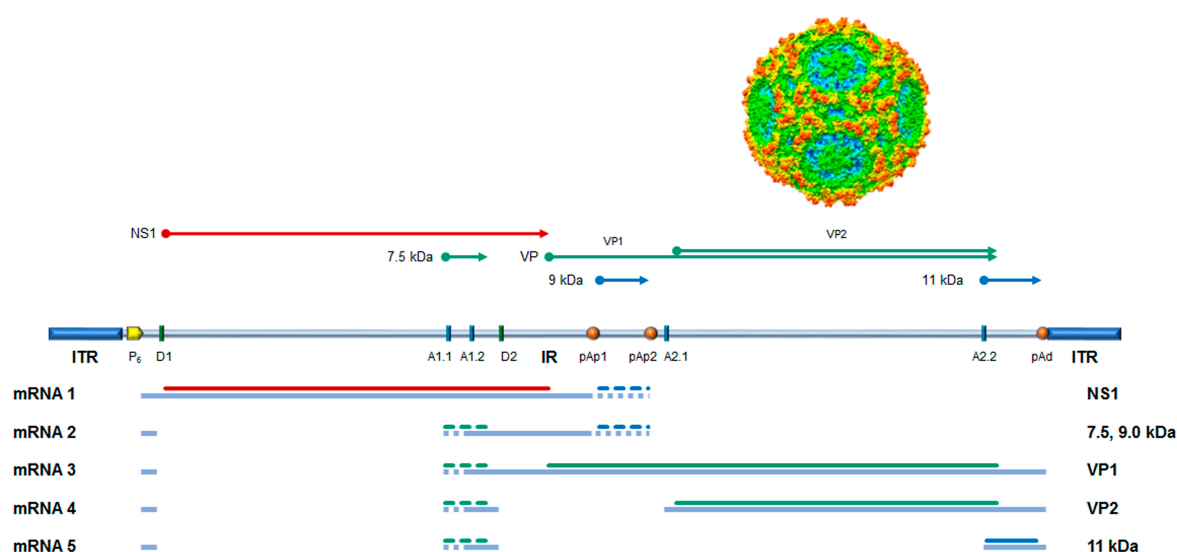 NS1
VP1
VP2
7.5 kDa
VP
9 kDa
11 kDa
ITR
P6
D1
A1.1
A1.2
D2
IR
pAp1
pAp2
A2.1
A2.2
pAd
ITR
mRNA 1
NS1
mRNA 2
7.5, 9.0 kDa
mRNA 3
VP1
mRNA 4
VP2
mRNA 5
11 kDa